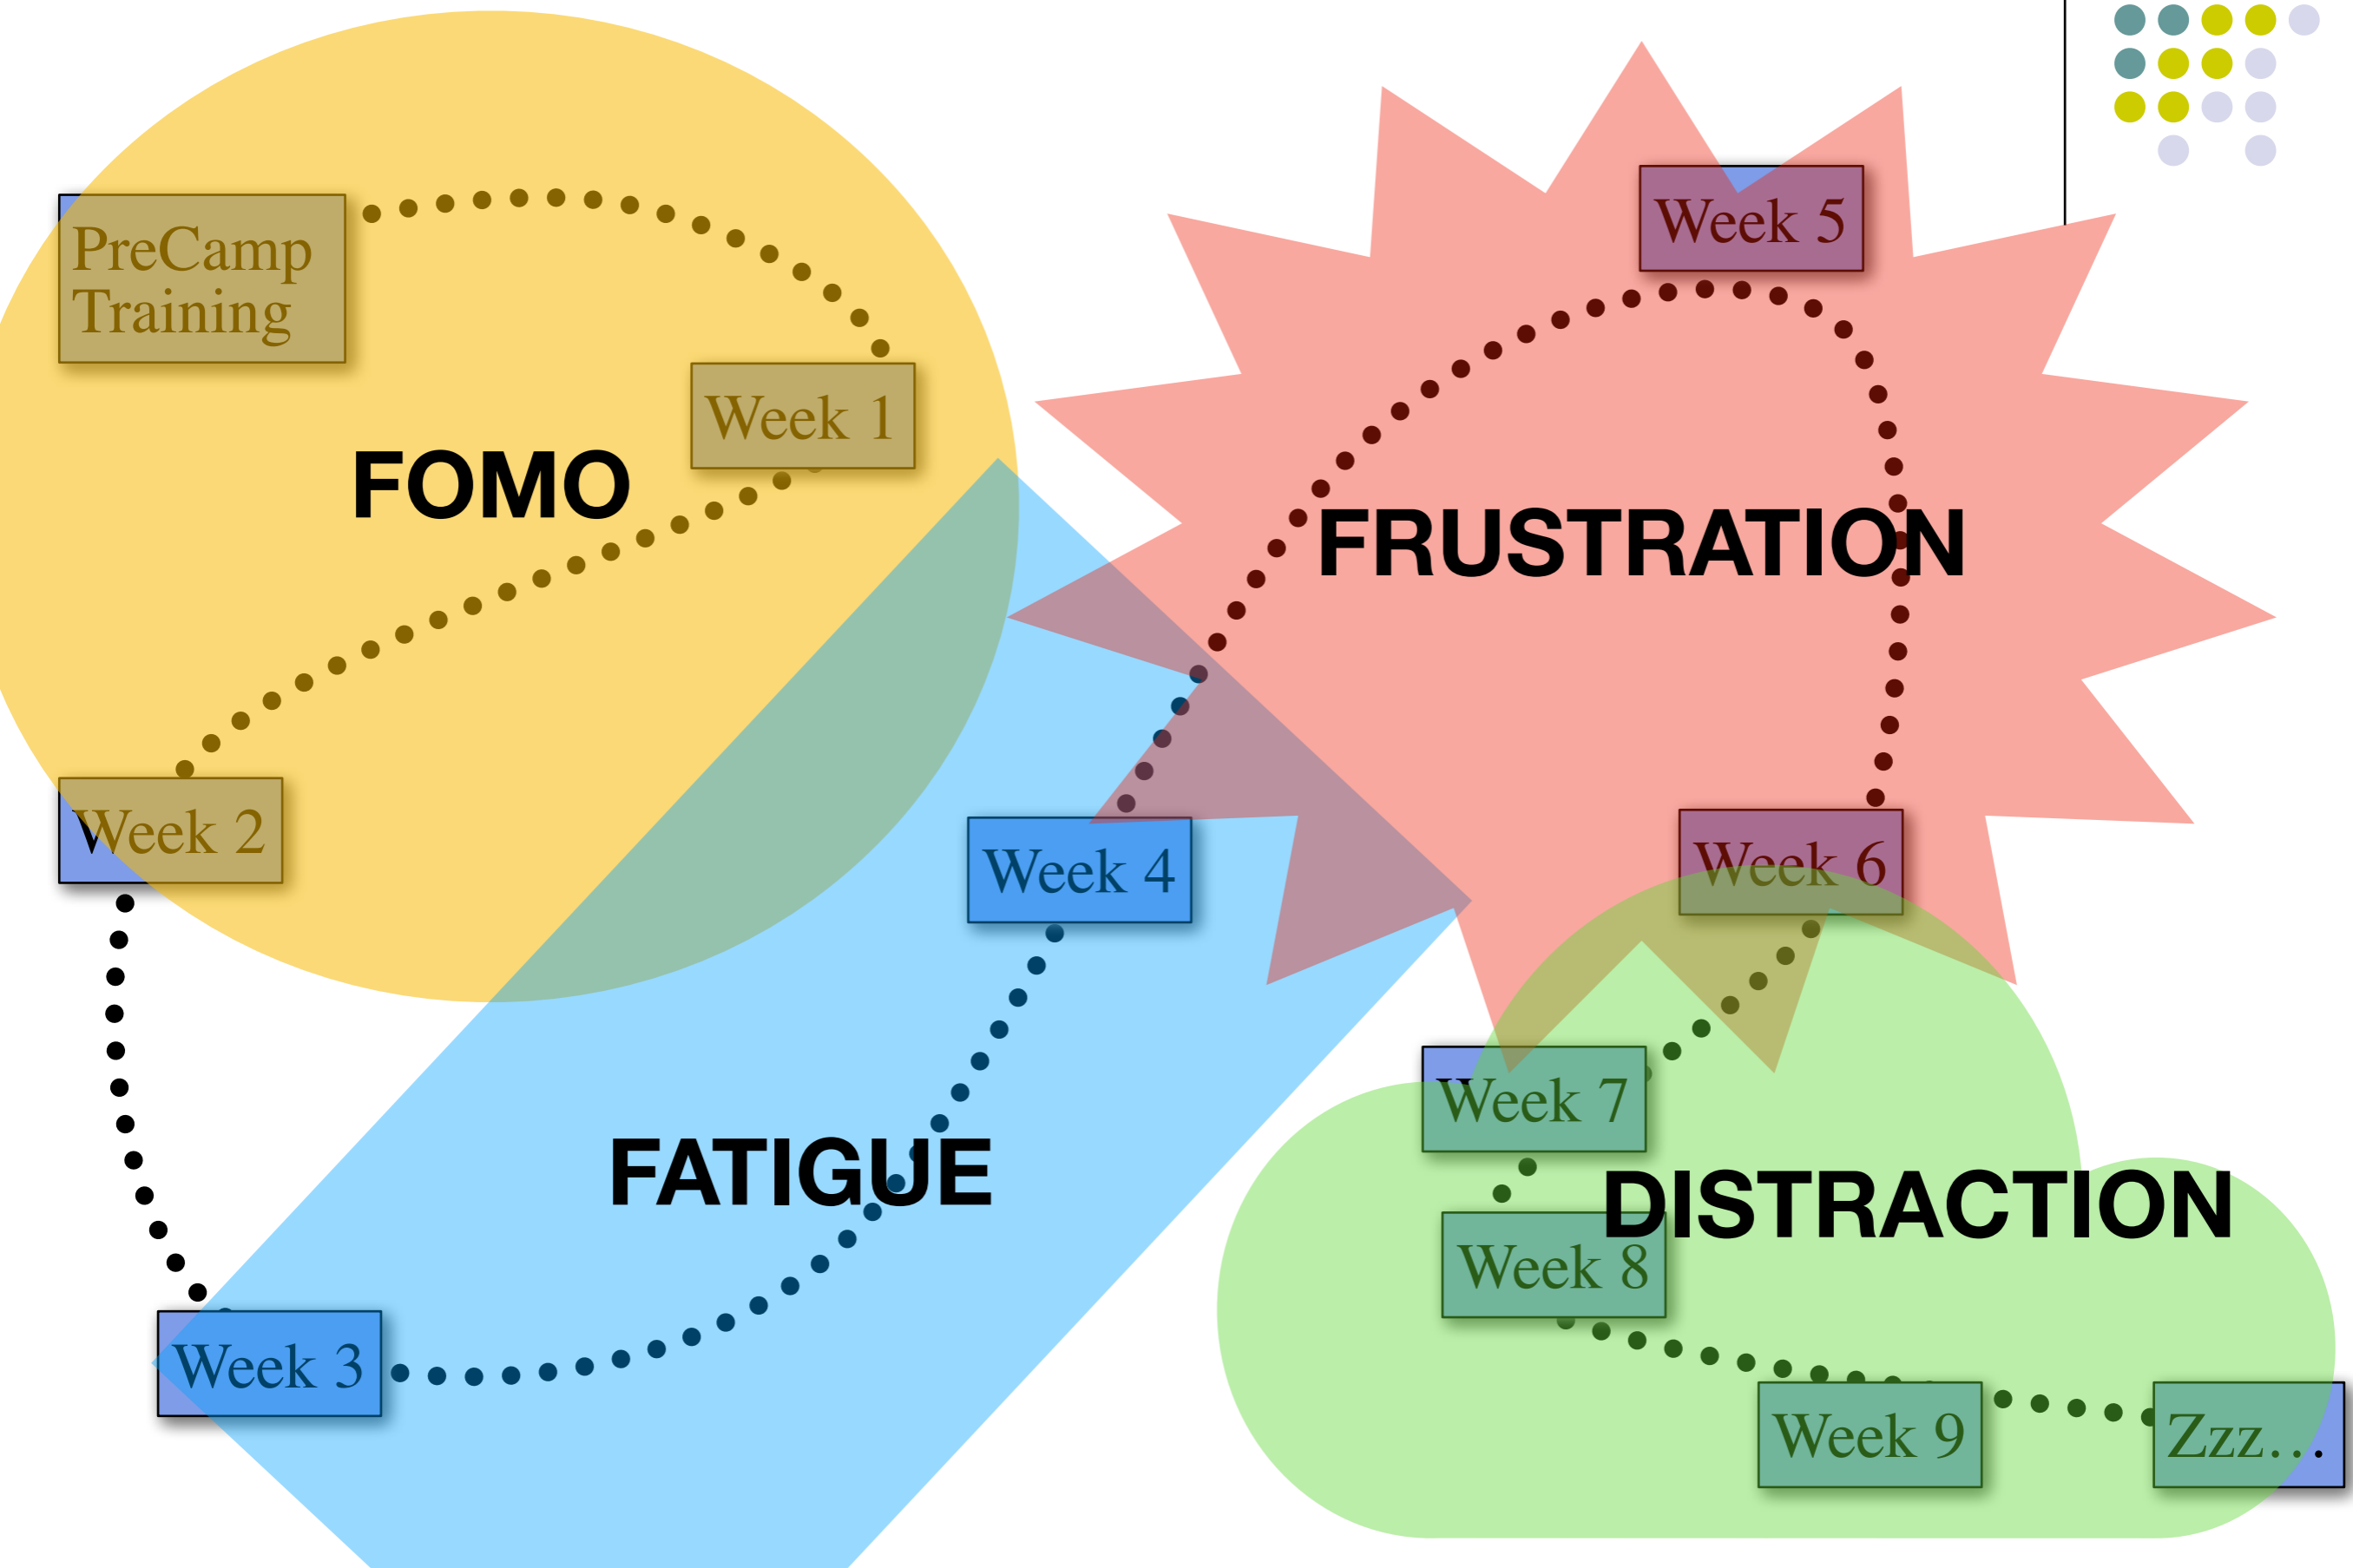 PreCamp
Training
Week 1
FOMO
Week 2
Week 3
FATIGUE
Week 4
Week 5
FRUSTRATION
Week 6
Week 7
DISTRACTION
Week 8
Week 9
Zzz…